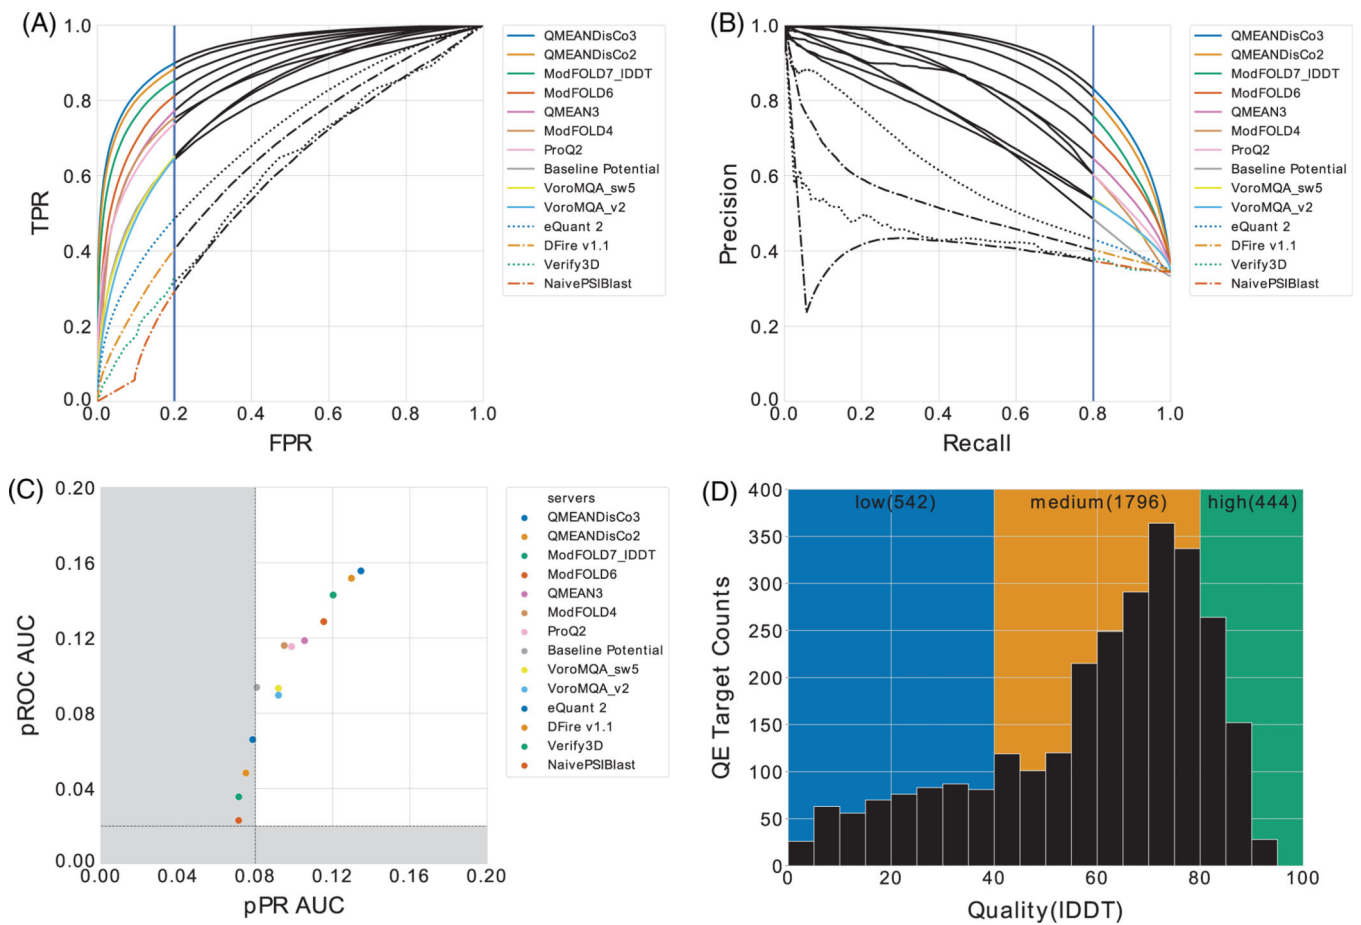 (A)
1.0
0.8
0.6
0.4
0.2
0.0
TPR
0.0
0.2
0.4
0.6
0.8
1.0
FPR
QMEANDisCo3
QMEANDisCo2
ModFOLD7_lDDT
ModFOLD6
QMEAN3
ModFOLD4
ProQ2
Baseline Potential
VoroMQA_sw5
VoroMQA_v2
eQuant 2
DFire v1.1
Verify3D
NaivePSIBlast
(B)
1.0
0.8
0.6
0.4
0.2
0.0
Precision
0.0
0.2
0.4
0.6
0.8
1.0
Recall
QMEANDisCo3
QMEANDisCo2
ModFOLD7_lDDT
ModFOLD6
QMEAN3
ModFOLD4
ProQ2
Baseline Potential
VoroMQA_sw5
VoroMQA_v2
eQuant 2
DFire v1.1
Verify3D
NaivePSIBlast
(C)
0.20
0.16
0.12
0.08
0.04
0.00
pROC AUC
0.00
0.04
0.08
0.12
0.16
0.20
pPR AUC
servers
QMEANDisCo3
QMEANDisCo2
ModFOLD7_lDDT
ModFOLD6
QMEAN3
ModFOLD4
ProQ2
Baseline Potential
VoroMQA_sw5
VoroMQA_v2
eQuant 2
DFire v1.1
Verify3D
NaivePSIBlast
(D)
400
350
300
250
200
150
100
50
0
QE Target Counts
low(542)
medium(1796)
high(444)
0
20
40
60
80
100
Quality(lDDT)